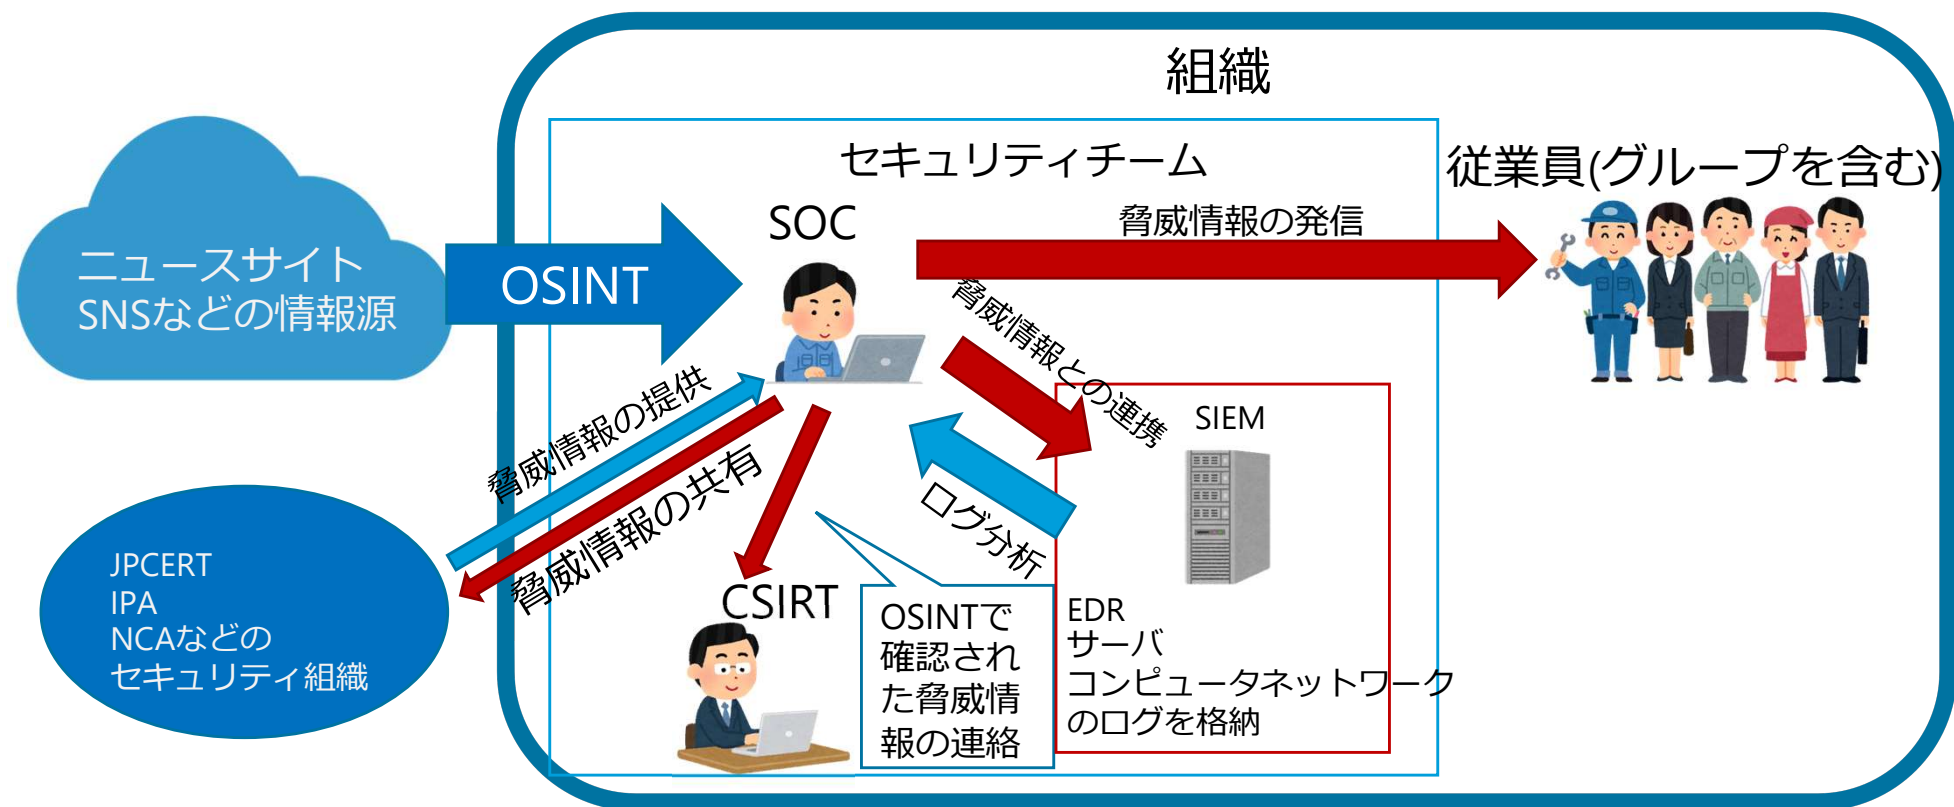 組織
セキュリティチーム
従業員(グループを含む)
SOC
脅威情報の発信
ニュースサイト
SNSなどの情報源
OSINT
脅威情報との連携
脅威情報の提供
脅威情報の共有
SIEM
ログ分析
JPCERT
IPA
NCAなどの
セキュリティ組織
CSIRT
OSINTで
確認され
た脅威情
報の連絡
EDR
サーバ
コンピュータネットワーク
のログを格納